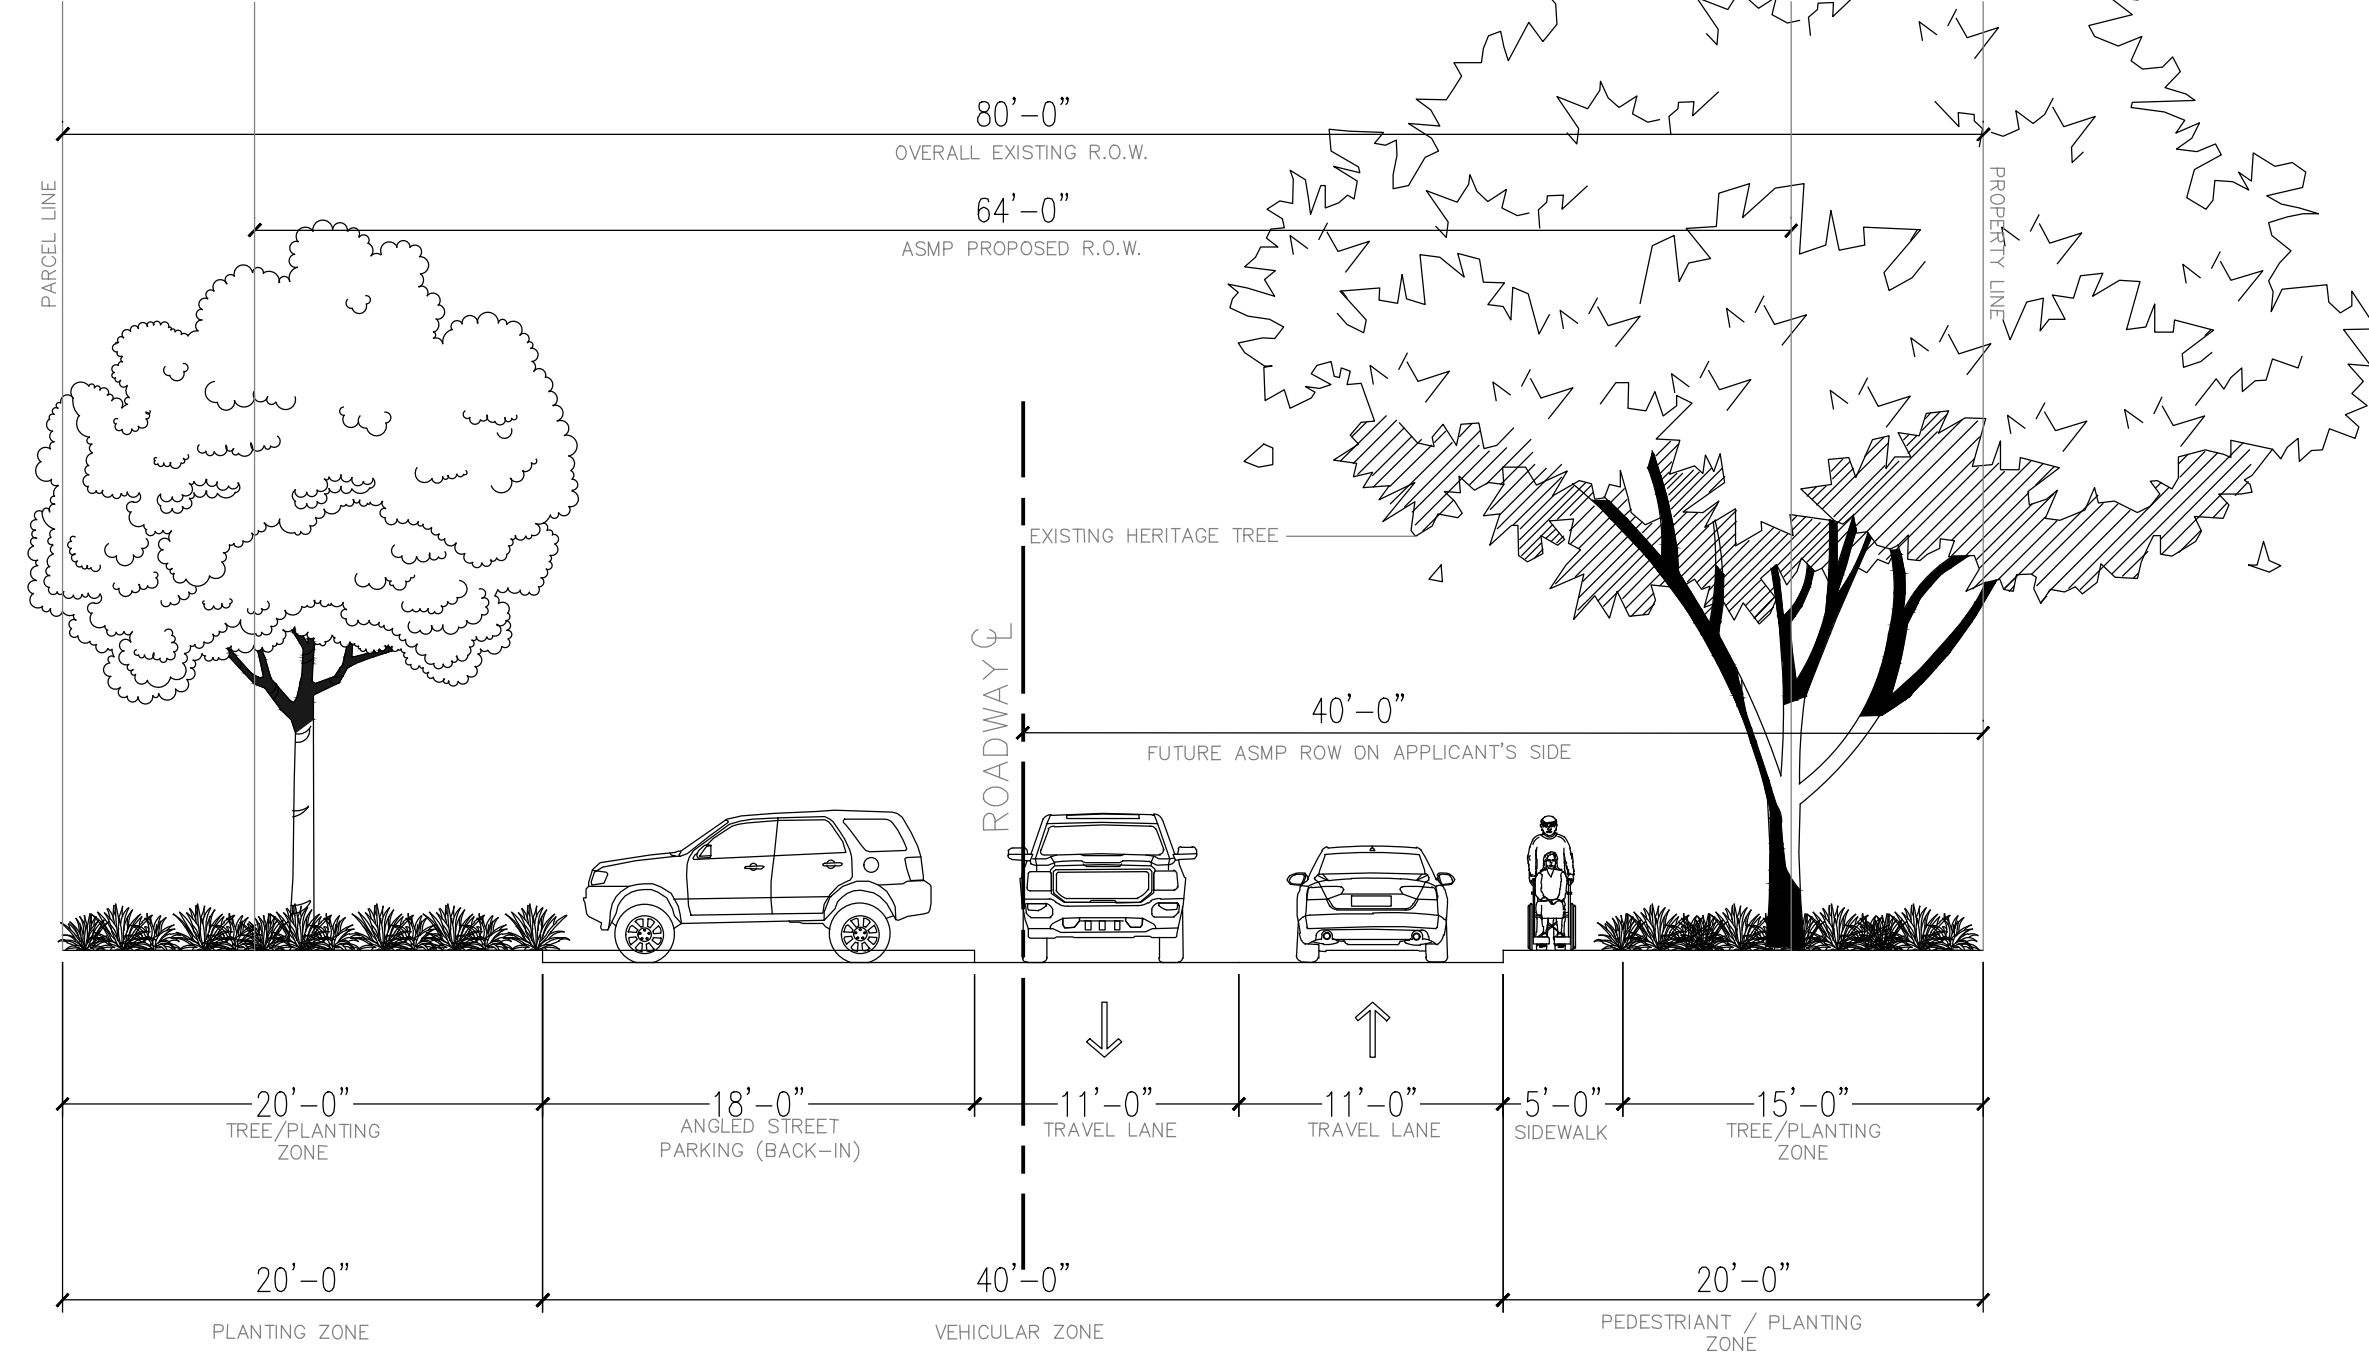 80'-0"
OVERALL EXISTING R.O.W.
64'-0"
ASMP PROPOSED R.O.W.
PARCEL LINE
PROPERTY LINE
EXISTING HERITAGE TREE
ROADWAY CL
40'-0"
FUTURE ASMP ROW ON APPLICANT'S SIDE
20'-0"
TREE/PLANTING
ZONE
18'-0"
ANGLED STREET
PARKING (BACK-IN)
11'-0"
TRAVEL LANE
11'-0"
TRAVEL LANE
5'-0"
SIDEWALK
15'-0"
TREE/PLANTING
ZONE
20'-0"
PLANTING ZONE
40'-0"
VEHICULAR ZONE
20'-0"
PEDESTRIANT / PLANTING
ZONE